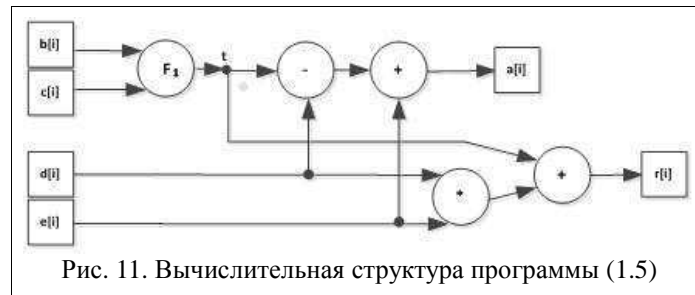 b[i]
c[i]
F1
t
-
+
a[i]
d[i]
e[i]
*
+
r[i]
Рис. 11. Вычислительная структура программы (1.5)